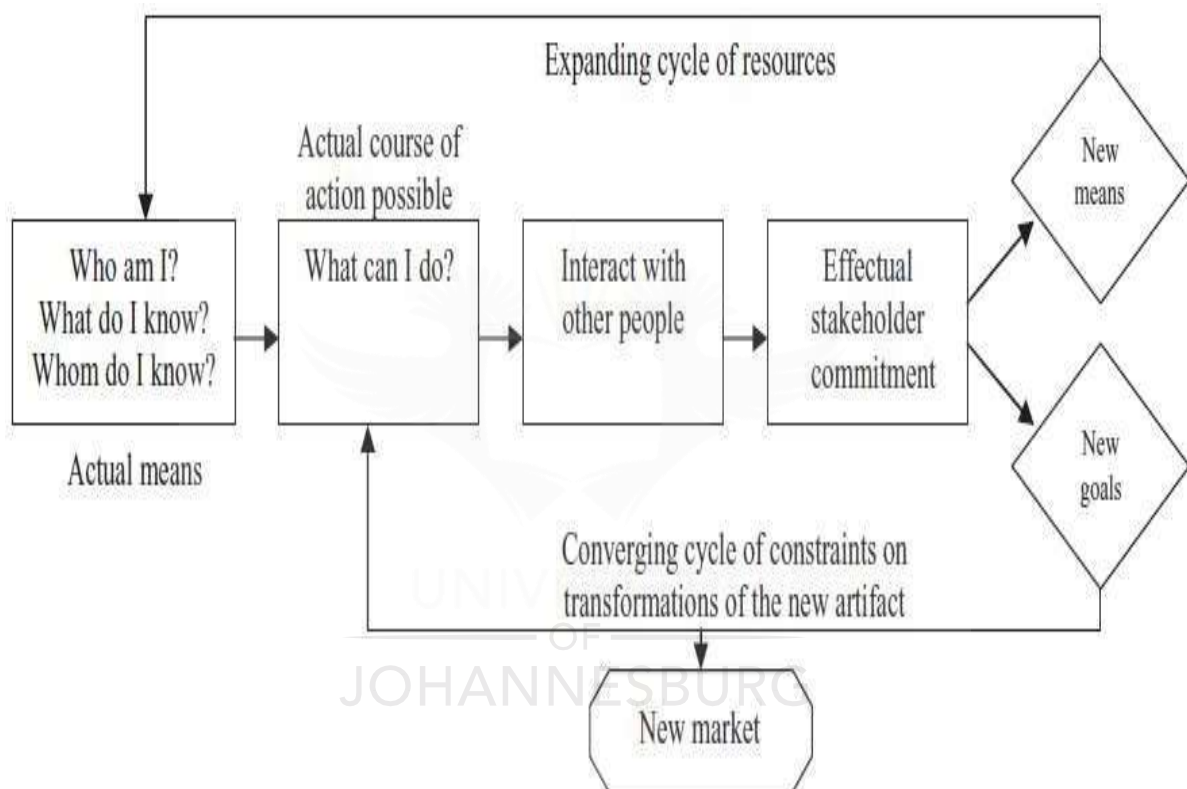 Expanding cycle of resources
Actual course of
action possible
New
means
Who am I?
What do I know?
Whom do I know?
What can I do?
Interact with
other people
Effectual
stakeholder
commitment
Actual means
New
goals
Converging cycle of constraints on
transformations of the new artifact
OF
JOHANNESBURG
New market